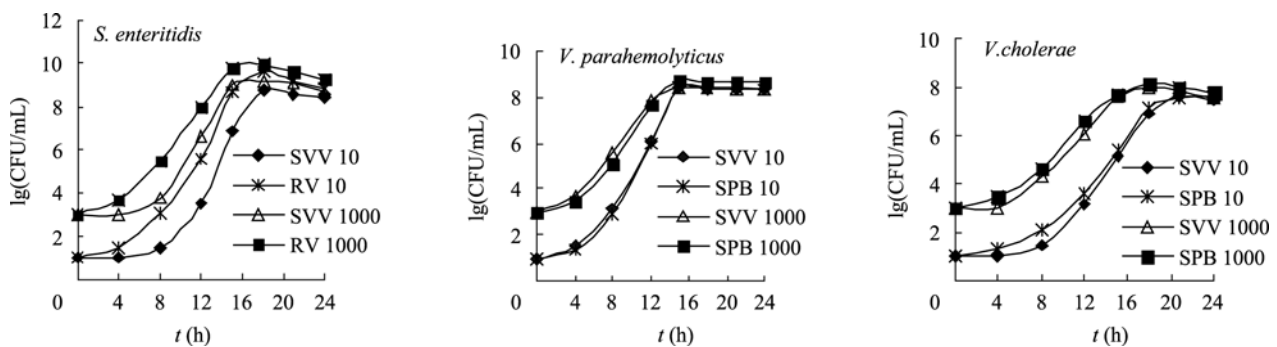 S. enteritidis
12
10
8
6
4
2
0
lg(CFU/mL)
SVV 10
RV 10
SVV 1000
RV 1000
4 8 12 16 20 24
t (h)
V. parahemolyticus
10
8
6
4
2
0
lg(CFU/mL)
SVV 10
SPB 10
SVV 1000
SPB 1000
4 8 12 16 20 24
t (h)
V.cholerae
10
8
6
4
2
0
lg(CFU/mL)
SVV 10
SPB 10
SVV 1000
SPB 1000
4 8 12 16 20 24
t (h)